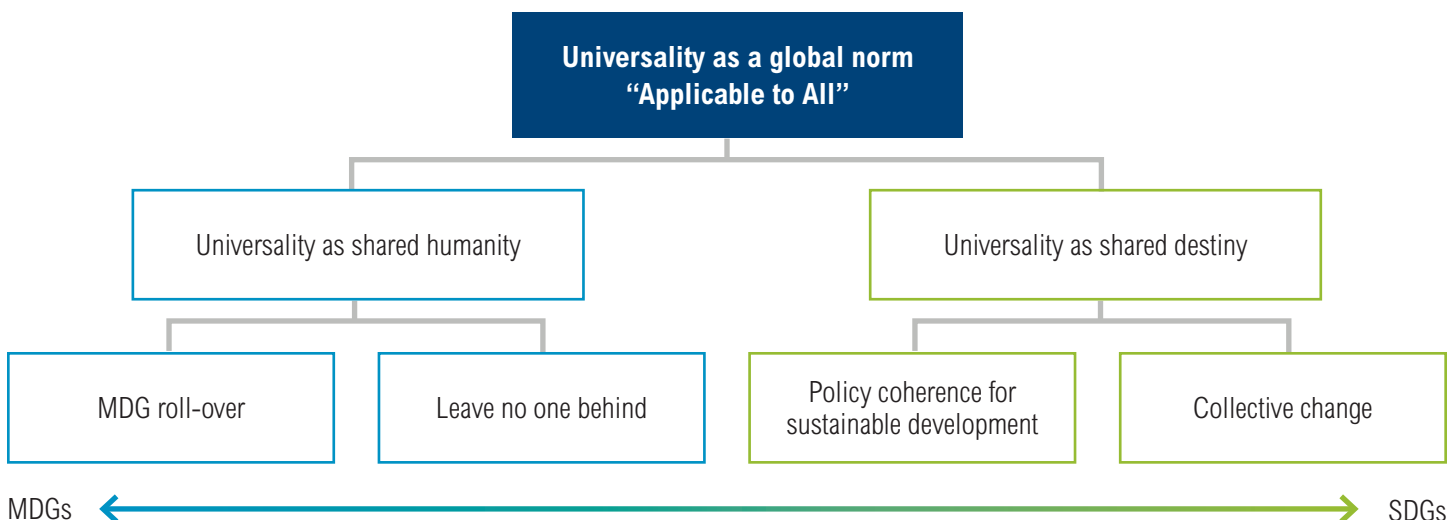 Universality as a global norm
“Applicable to All”
Universality as shared humanity
Universality as shared destiny
MDG roll-over
Leave no one behind
Policy coherence for
sustainable development
Collective change
MDGs
SDGs